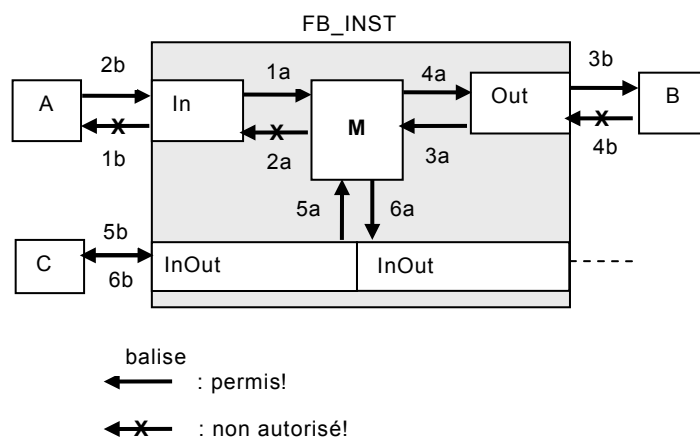 FB_INST
2b
1a
4a
3b
A
In
M
Out
B
1b
2a
3a
4b
5a
6a
5b
C
6b
InOut
InOut
balise
: permis!
X : non autorisé!